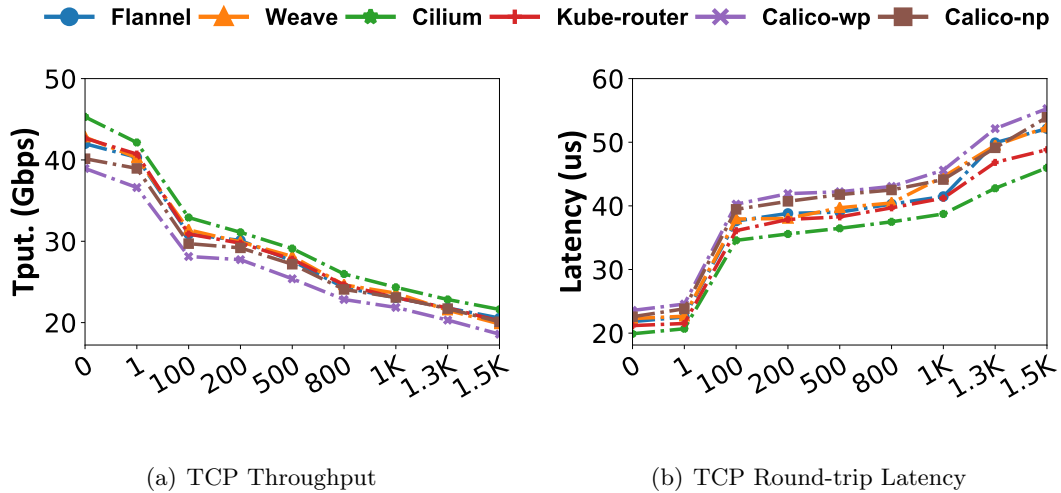 Flannel Weave Cilium Kube-router Calico-wp Calico-np
Tput. (Gbps)
50
40
30
20
0 1 100 200 500 800 1K 1.3K 1.5K
(a) TCP Throughput
Latency (us)
60
50
40
30
20
0 1 100 200 500 800 1K 1.3K 1.5K
(b) TCP Round-trip Latency